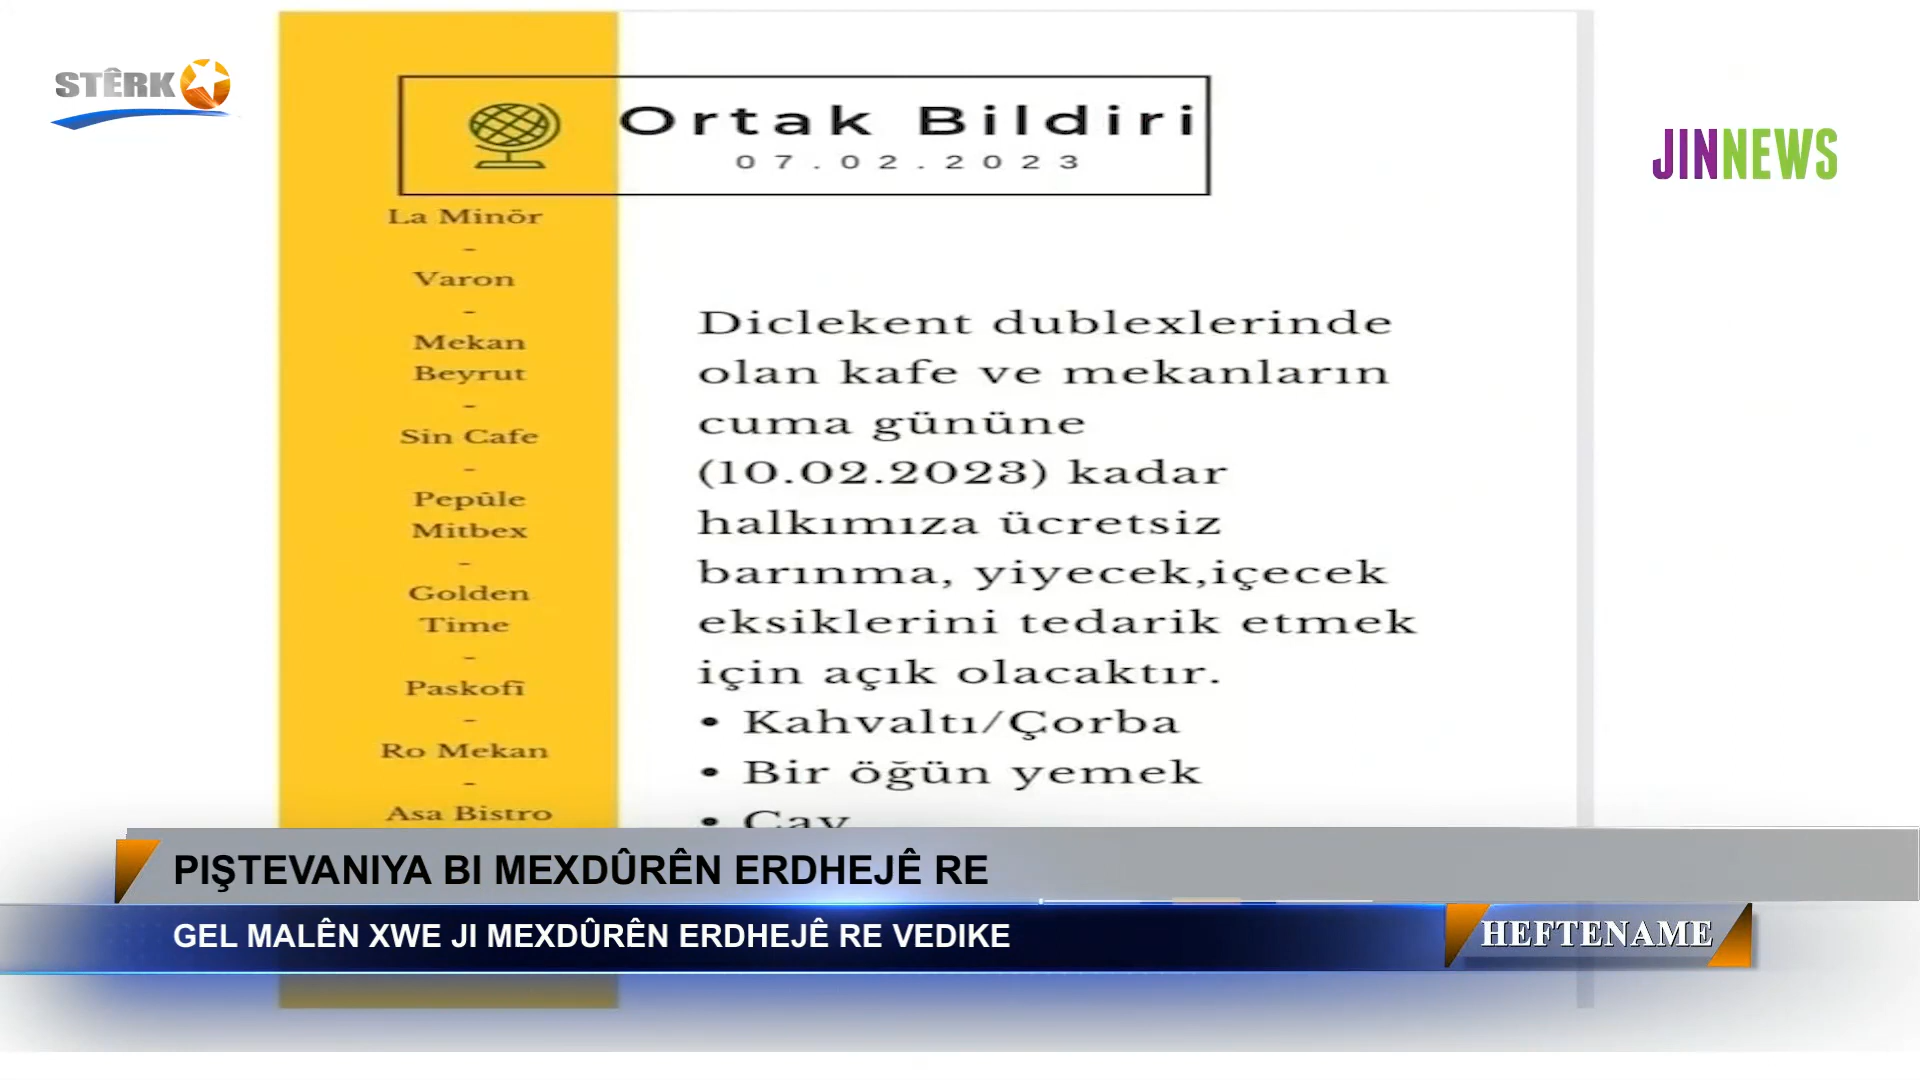 STÊRK
JINNEWS
Ortak Bildiri
07.02.2023
La Minör
-
Varon
-
Mekan
Beyrut
-
Sin Cafe
-
Pepûle
Mitbex
-
Golden
Time
-
Paskofi
-
Ro Mekan
-
Asa Bistro
Diclekent dublexlerinde
olan kafe ve mekanların
cuma gününe
(10.02.2023) kadar
halkımıza ücretsiz
barınma, yiyecek,içecek
eksiklerini tedarik etmek
için açık olacaktır.
• Kahvaltı/Çorba
• Bir öğün yemek
• Çay
PIŞTEVANIYA BI MEXDÛRÊN ERDHEJÊ RE
GEL MALÊN XWE JI MEXDÛRÊN ERDHEJÊ RE VEDIKE
HEFTENAME